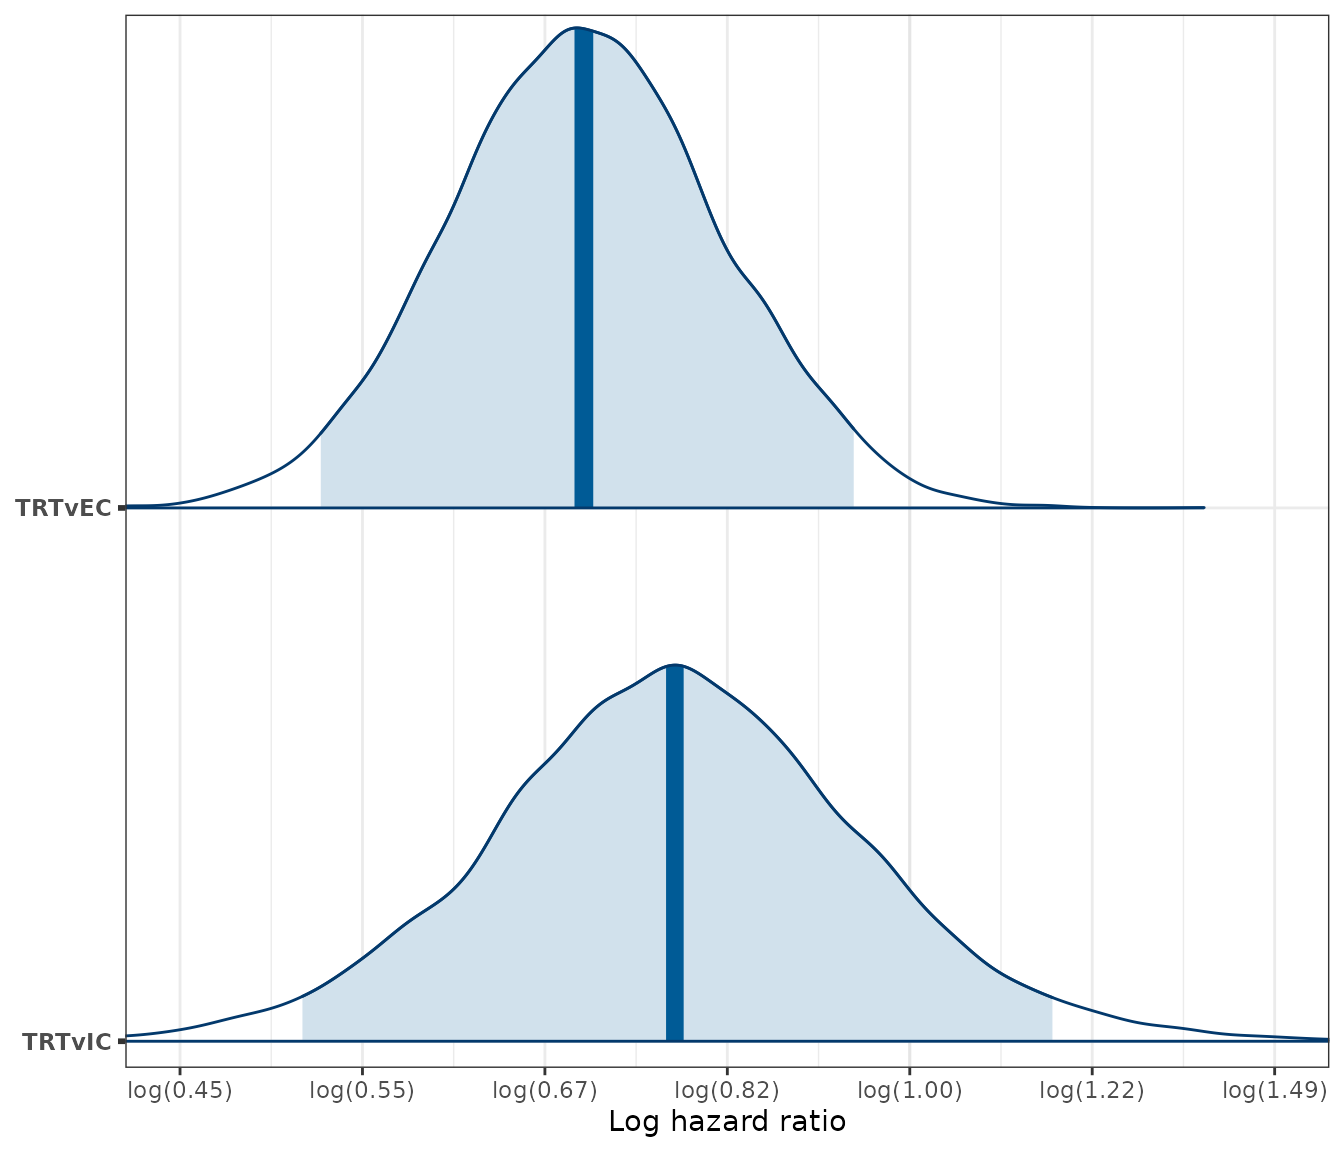 TRTvEC
TRTvIC
log(0.45) log(0.55) log(0.67) log(0.82) log(1.00) log(1.22) log(1.49)
Log hazard ratio